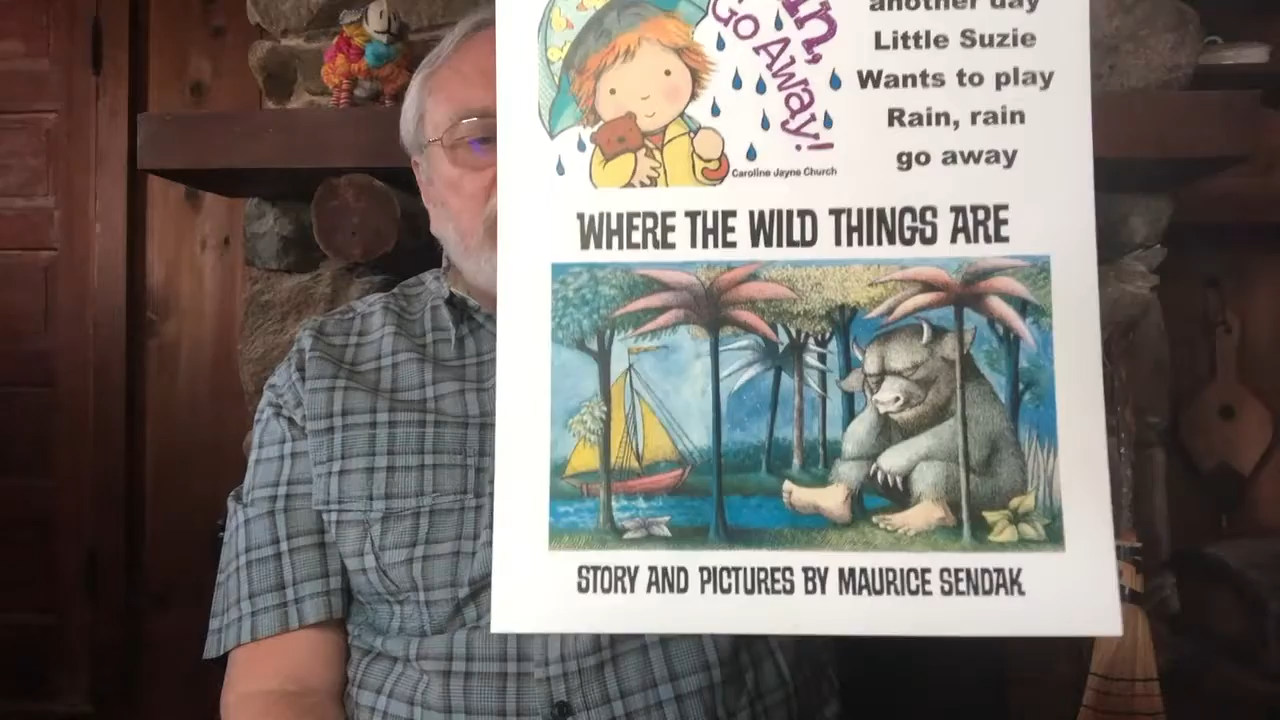 Go Away!
another day
Little Suzie
Wants to play
Rain, rain
go away
Caroline Jayne Church
WHERE THE WILD THINGS ARE
STORY AND PICTURES BY MAURICE SENDAK